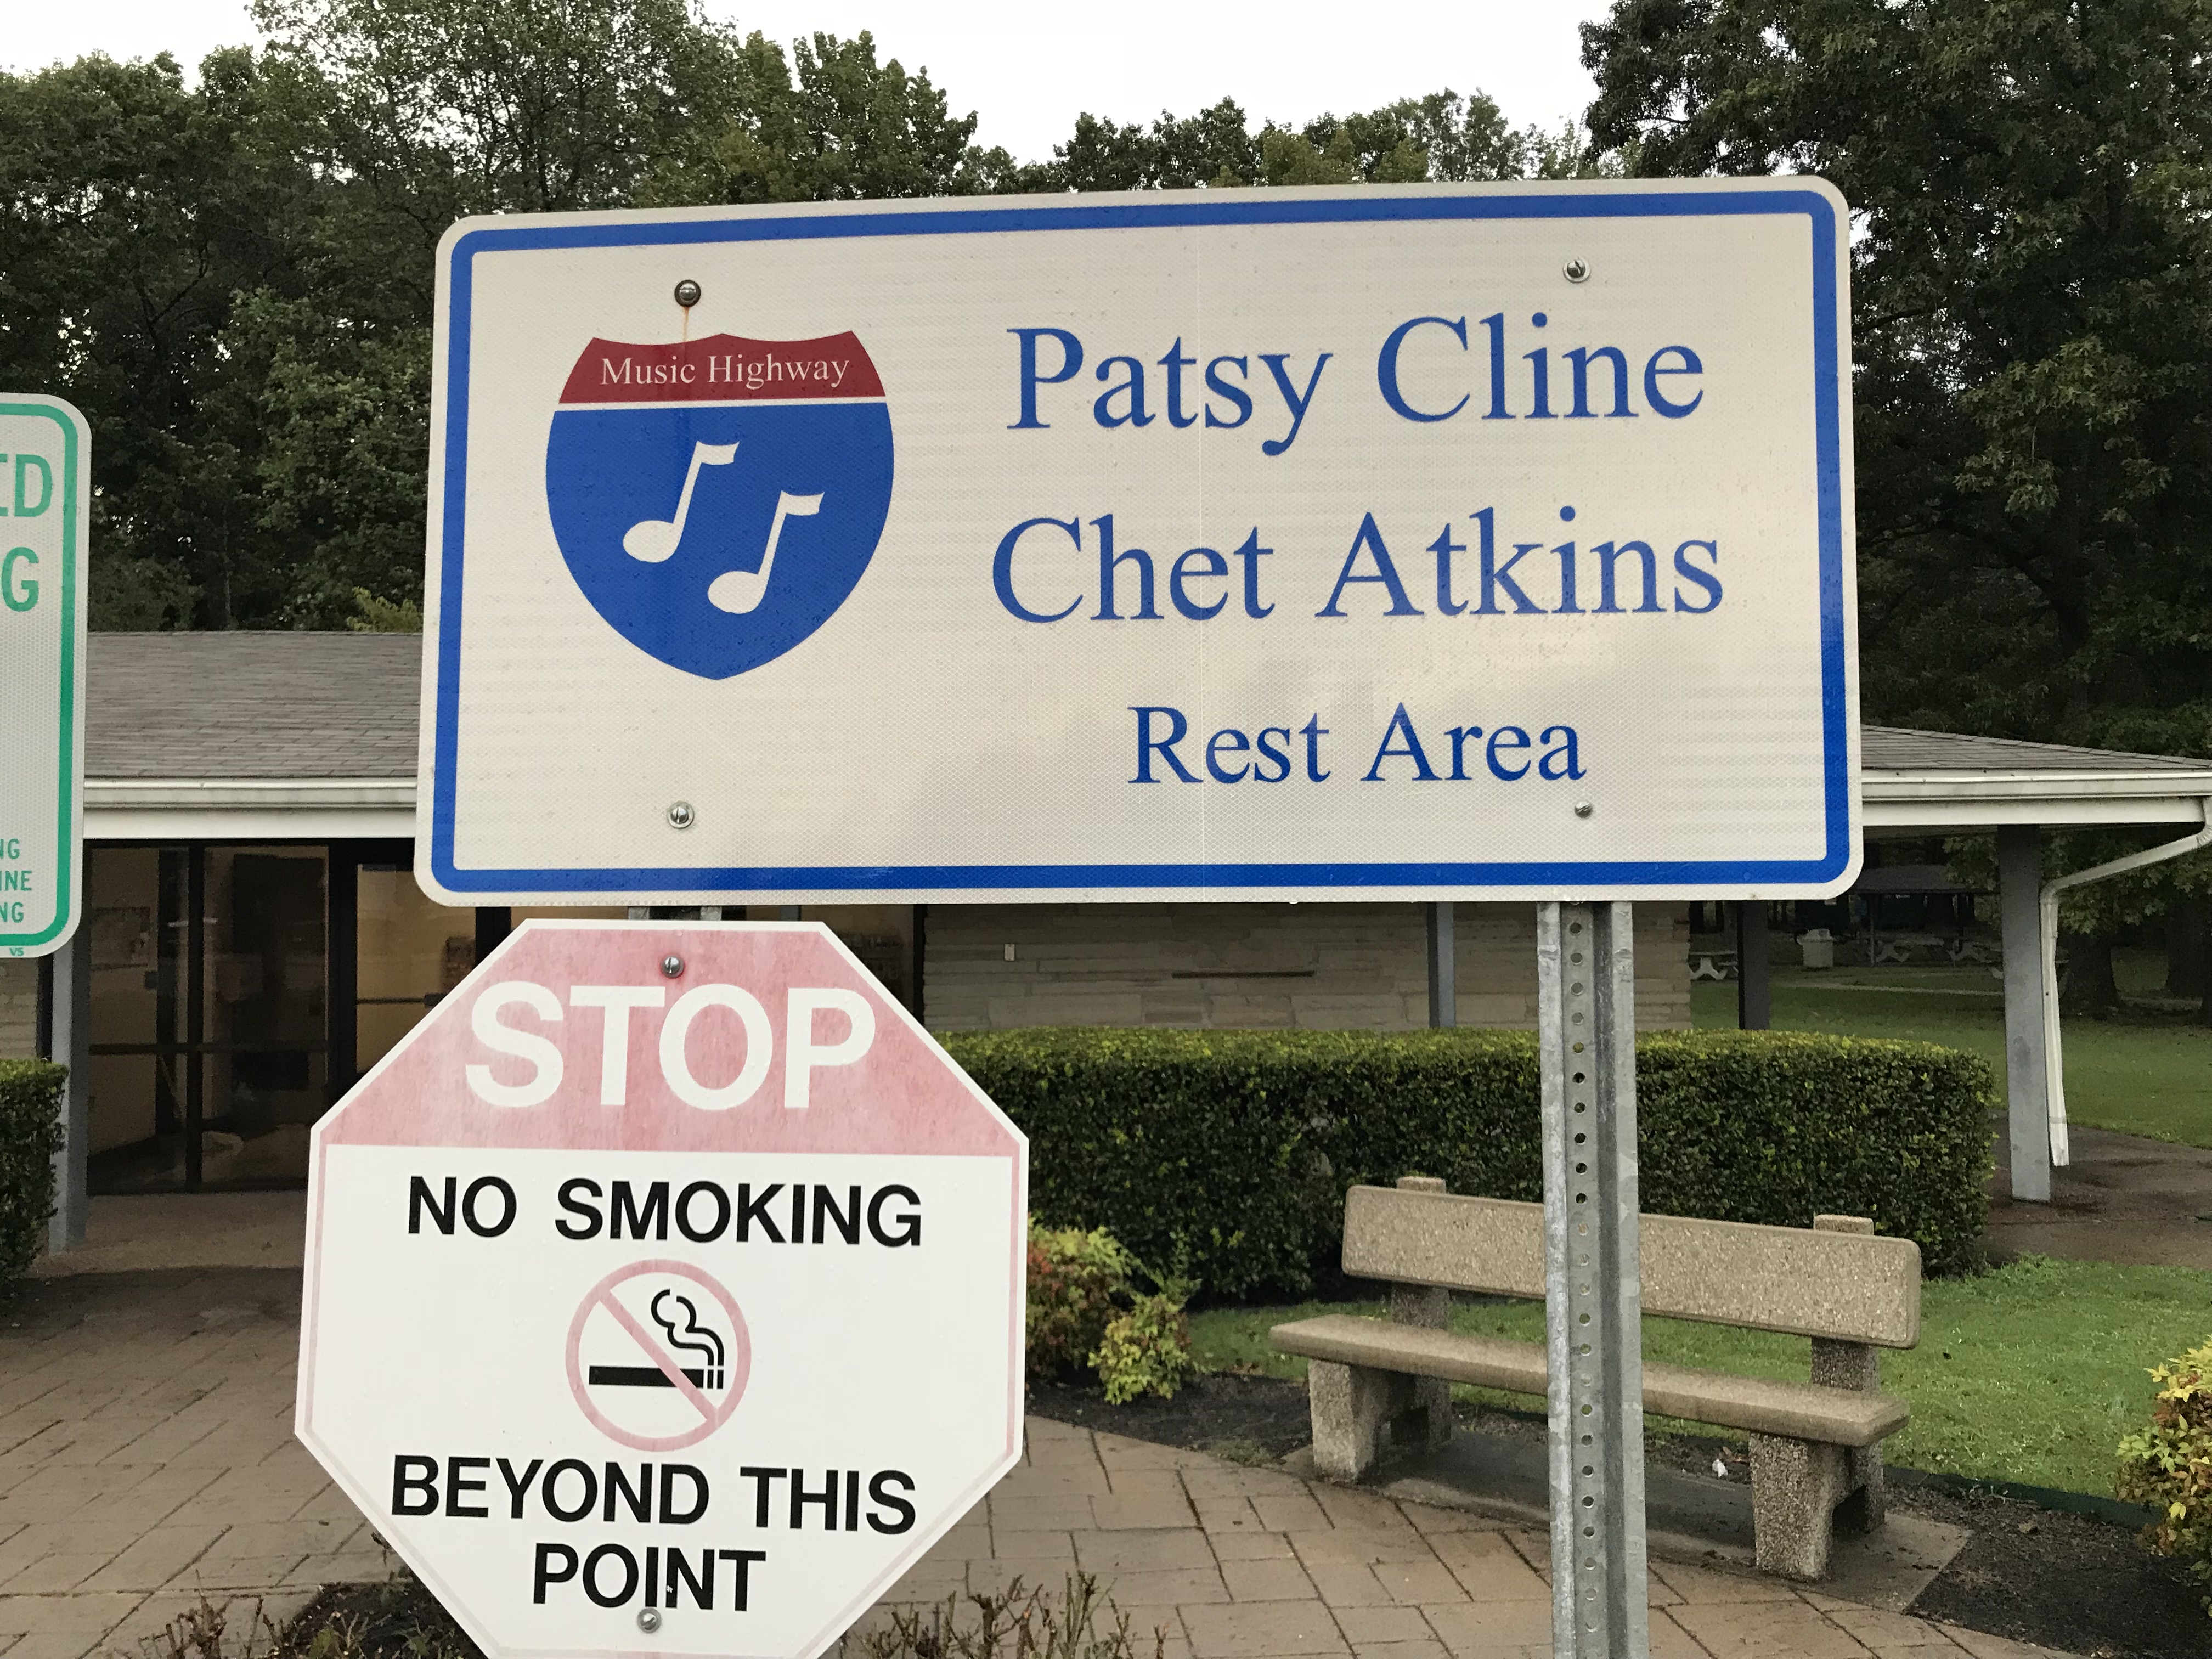 Music Highway
Patsy Cline
Chet Atkins
Rest Area
STOP
NO SMOKING
BEYOND THIS
POINT